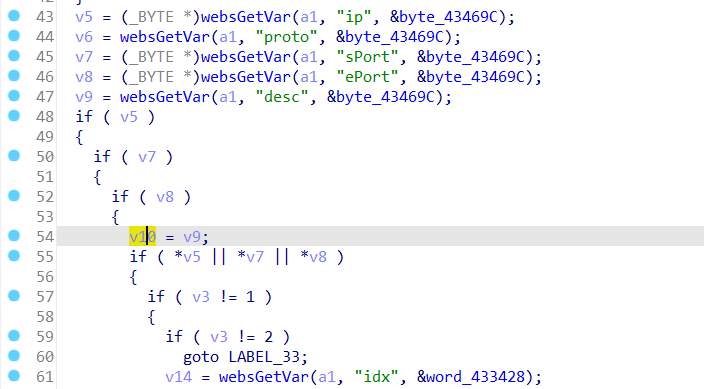 43 v5 = (_BYTE *)websGetVar(a1, "ip", &byte_43469C);
44 v6 = websGetVar(a1, "proto", &byte_43469C);
45 v7 = (_BYTE *)websGetVar(a1, "sPort", &byte_43469C);
46 v8 = (_BYTE *)websGetVar(a1, "ePort", &byte_43469C);
47 v9 = websGetVar(a1, "desc", &byte_43469C);
48 if ( v5 )
49 {
50 if ( v7 )
51 {
52 if ( v8 )
53 {
54 v10 = v9;
55 if ( *v5 || *v7 || *v8 )
56 {
57 if ( v3 != 1 )
58 {
59 if ( v3 != 2 )
60 goto LABEL_33;
61 v14 = websGetVar(a1, "idx", &word_433428);